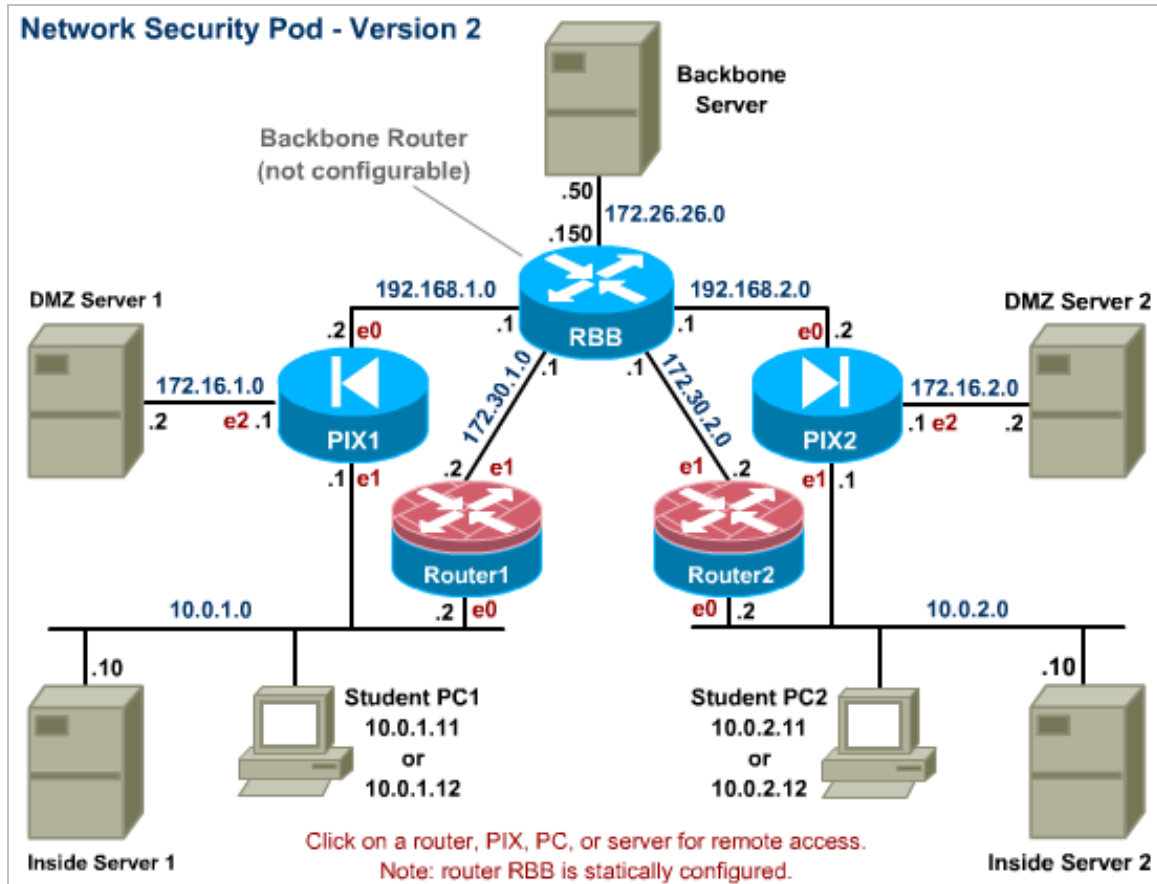 Network Security Pod - Version 2
Backbone
Server
Backbone Router
(not configurable)
.50
172.26.26.0
.150
DMZ Server 1
192.168.1.0
192.168.2.0
DMZ Server 2
.2
e0
.1
RBB
.1
e0
.2
172.16.1.0
.1
.1
172.16.2.0
172.30.1.0
172.30.2.0
.2
e2
.1
PIX1
PIX2
.1
e2
.2
.1
e1
.2
e1
e1
.2
e1
.1
Router1
Router2
10.0.1.0
.2
e0
e0
.2
10.0.2.0
.10
.10
Student PC1
10.0.1.11
or
10.0.1.12
Student PC2
10.0.2.11
or
10.0.2.12
Inside Server 1
Click on a router, PIX, PC, or server for remote access.
Note: router RBB is statically configured.
Inside Server 2